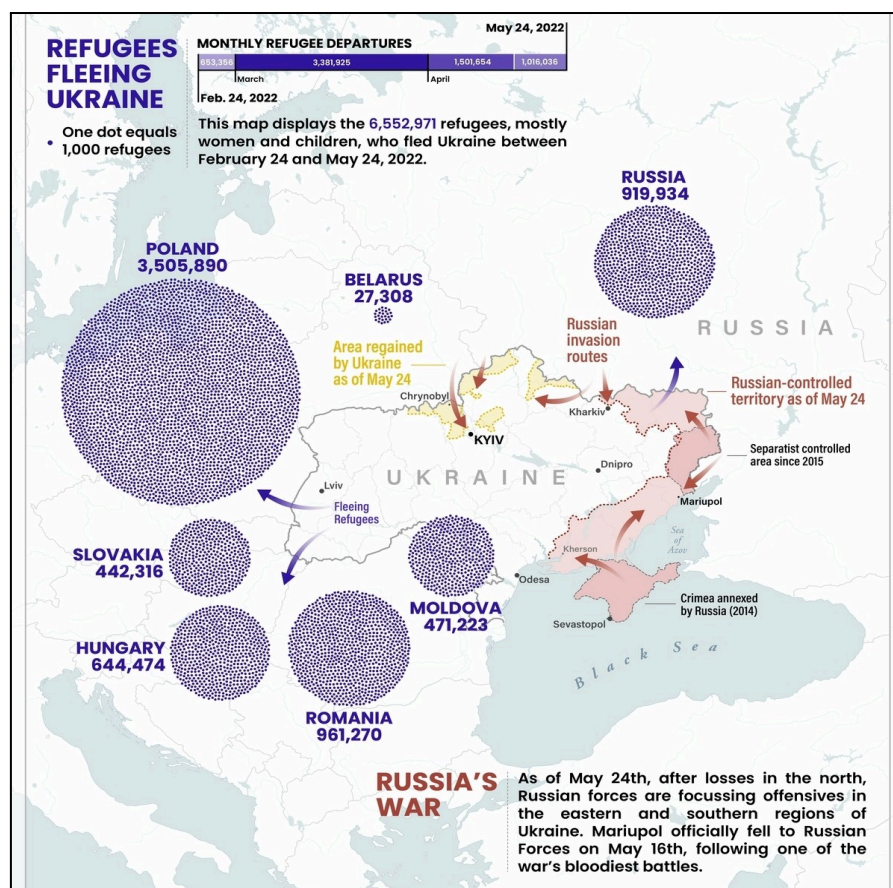 REFUGEES
FLEEING
UKRAINE
One dot equals
1,000 refugees
MONTHLY REFUGEE DEPARTURES
May 24, 2022
653,356
3,381,925
1,501,654
1,016,036
March
April
Feb. 24, 2022
This map displays the 6,552,971 refugees, mostly
women and children, who fled Ukraine between
February 24 and May 24, 2022.
RUSSIA
919,934
POLAND
3,505,890
BELARUS
27,308
Area regained
by Ukraine
as of May 24
Russian
invasion
routes
RUSSIA
Russian-controlled
territory as of May 24
Chrynobyl
Kharkiv
KYIV
Separatist controlled
area since 2015
UKRAINE
Dnipro
Lviv
Mariupol
Fleeing
Refugees
Sea
of
Azov
SLOVAKIA
442,316
Kherson
Odesa
MOLDOVA
471,223
Crimea annexed
by Russia (2014)
Sevastopol
HUNGARY
644,474
Black Sea
ROMANIA
961,270
RUSSIA'S
WAR
As of May 24th, after losses in the north,
Russian forces are focussing offensives in
the eastern and southern regions of
Ukraine. Mariupol officially fell to Russian
Forces on May 16th, following one of the
war's bloodiest battles.